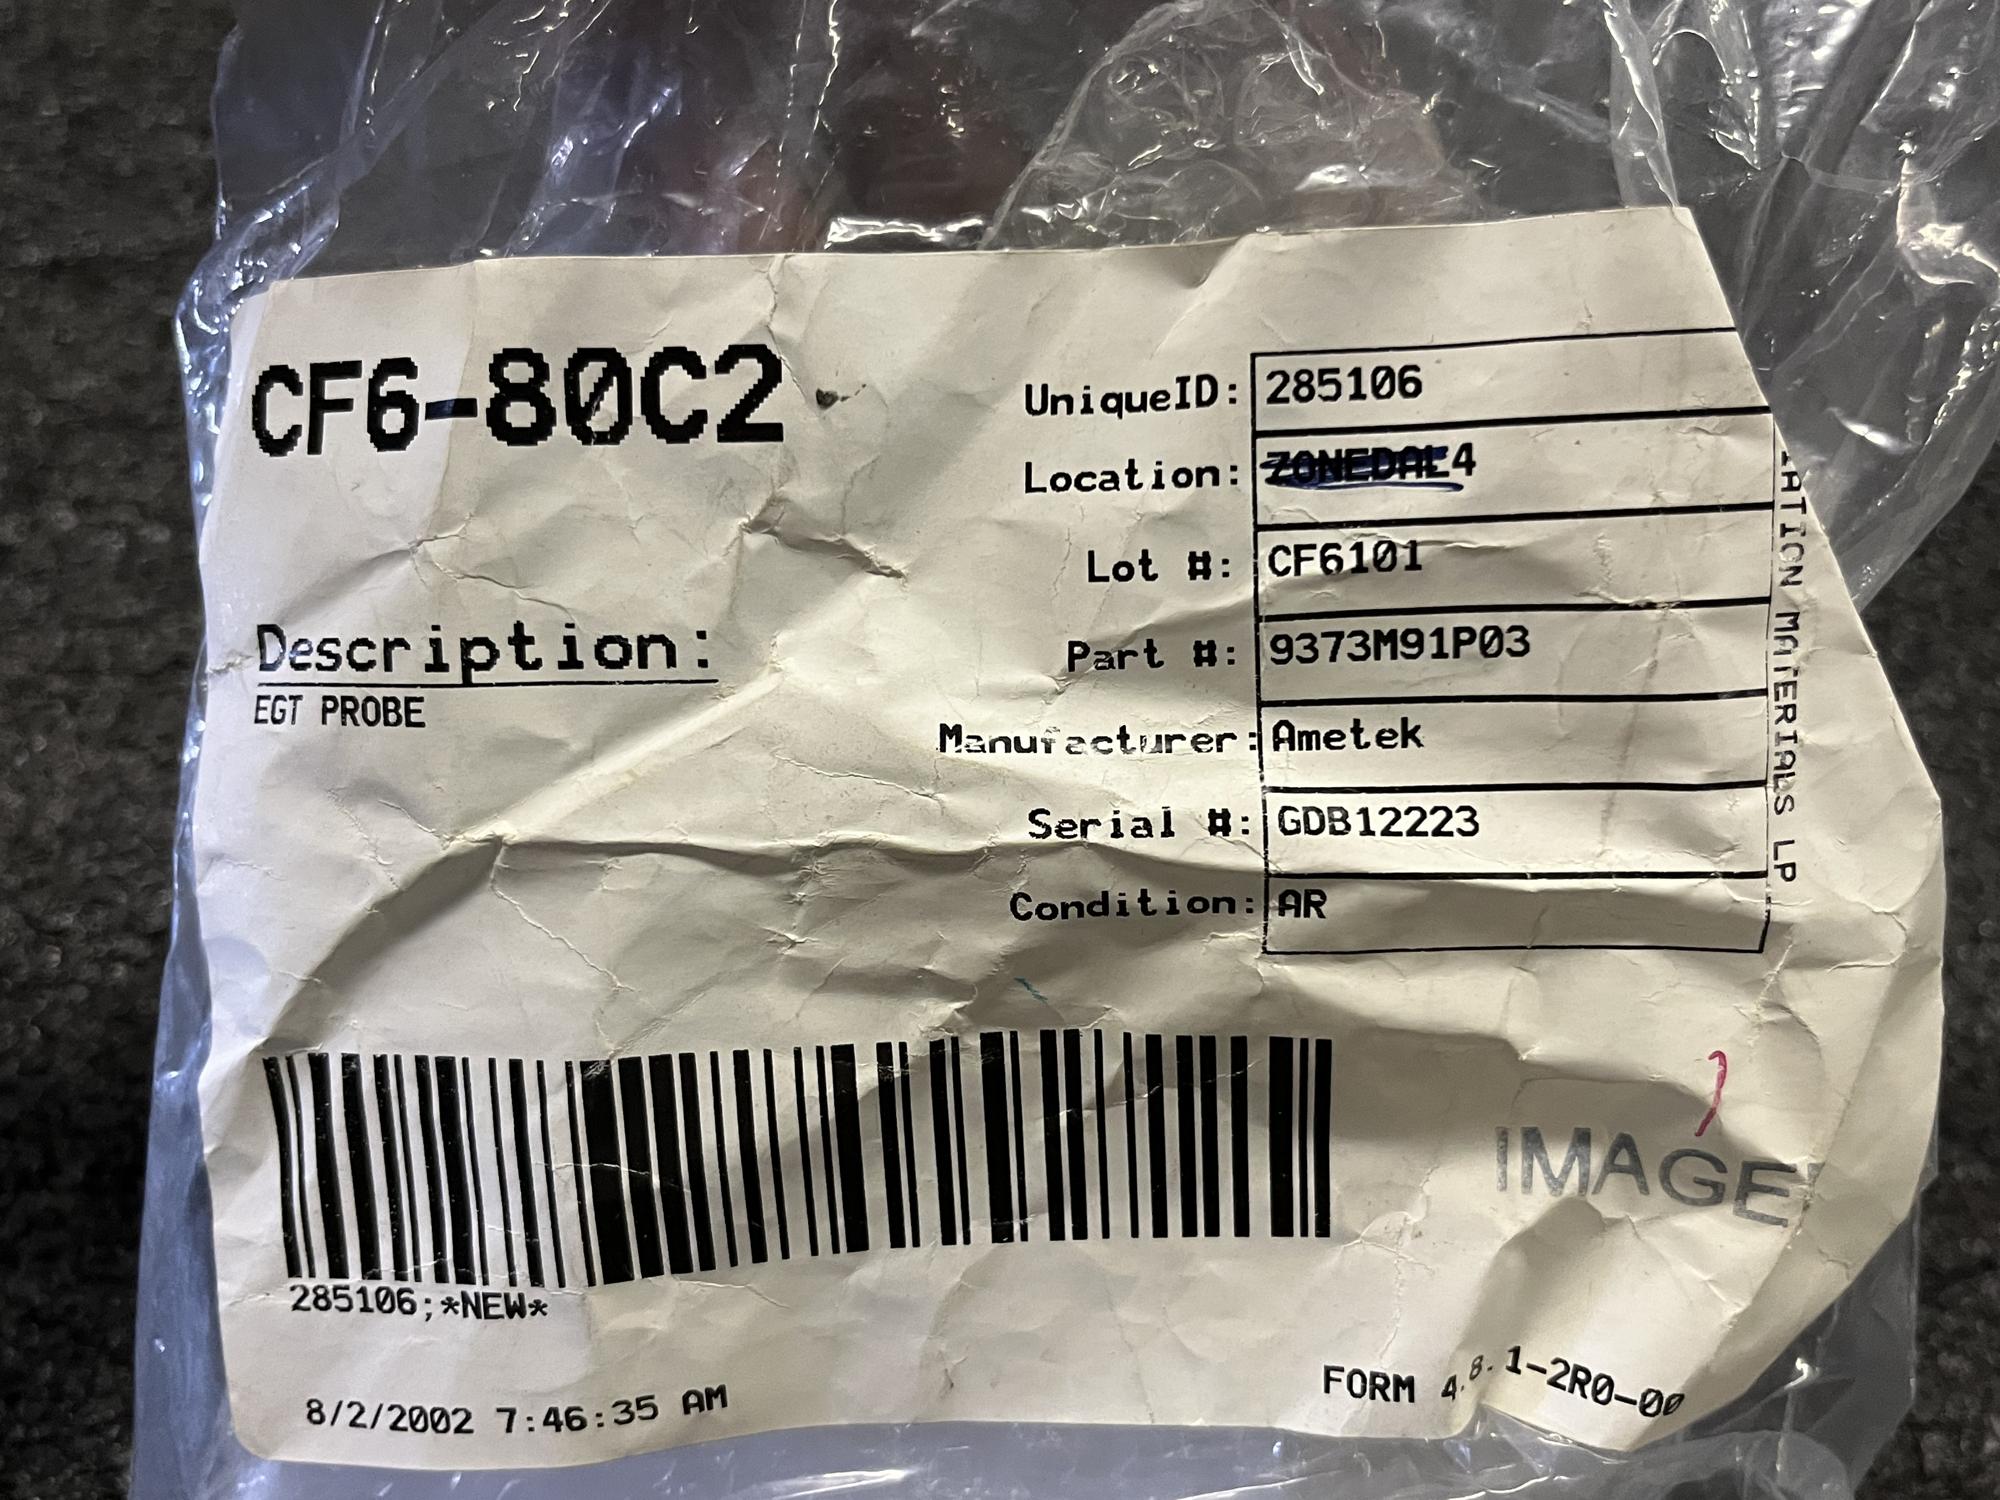 CF6-80C2
UniqueID: 285106
Location: ZONEDAL4
Lot #: CF6101
Description:
Part #: 9373M91P03
EGT PROBE
Manufacturer: Ametek
Serial #: GDB12223
Condition: AR
MATERIALS LP
IMAGE
285106;*NEW*
8/2/2002 7:46:35 AM
FORM 4.8.1-2R0-00